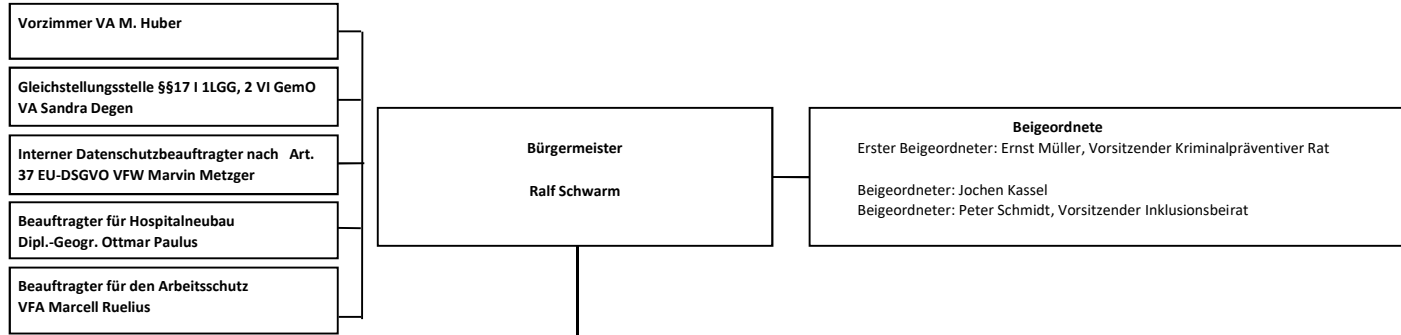 Vorzimmer VA M. Huber
Gleichstellungsstelle §§17 I 1LGG, 2 VI GemO
VA Sandra Degen
Interner Datenschutzbeauftragter nach Art.
37 EU-DSGVO VFW Marvin Metzger
Beauftragter für Hospitalneubau
Dipl.-Geogr. Ottmar Paulus
Beauftragter für den Arbeitsschutz
VFA Marcell Ruelius
Bürgermeister
Ralf Schwarm
Beigeordnete
Erster Beigeordneter: Ernst Müller, Vorsitzender Kriminalpräventiver Rat
Beigeordneter: Jochen Kassel
Beigeordneter: Peter Schmidt, Vorsitzender Inklusionsbeirat